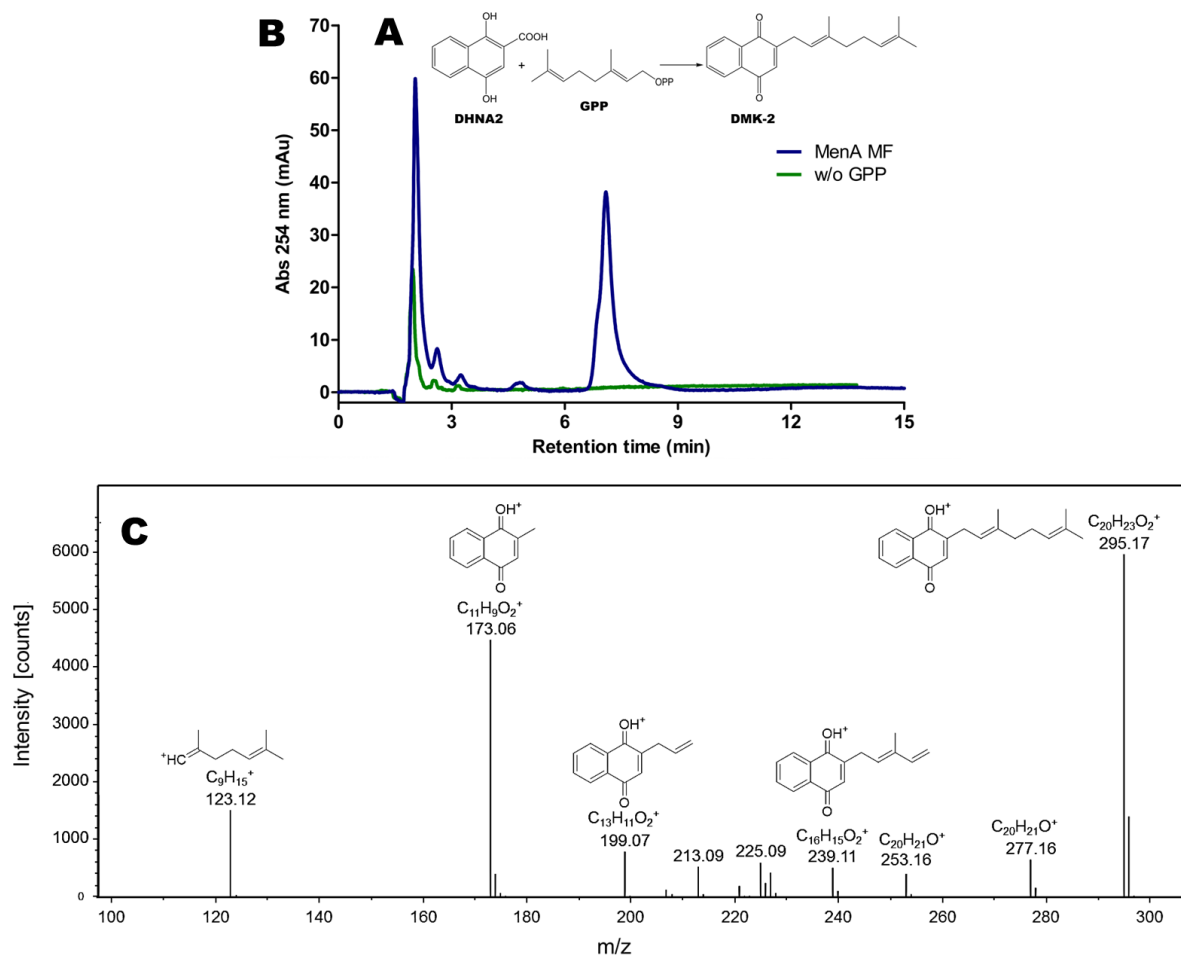 B
A
OH
COOH
OH
DHNA2
+
OPP
GPP
O
O
DMK-2
MenA MF
w/o GPP
70
60
50
40
30
20
10
0
Abs 254 nm (mAu)
0 3 6 9 12 15
Retention time (min)
C
Intensity [counts]
6000
5000
4000
3000
2000
1000
0
+HC
C9H15+
123.12
OH+
O
C11H9O2+
173.06
OH+
O
C13H11O2+
199.07
213.09
225.09
OH+
O
C16H15O2+
239.11
C20H21O+
253.16
C20H21O+
277.16
OH+
O
C20H23O2+
295.17
100 120 140 160 180 200 220 240 260 280 300
m/z